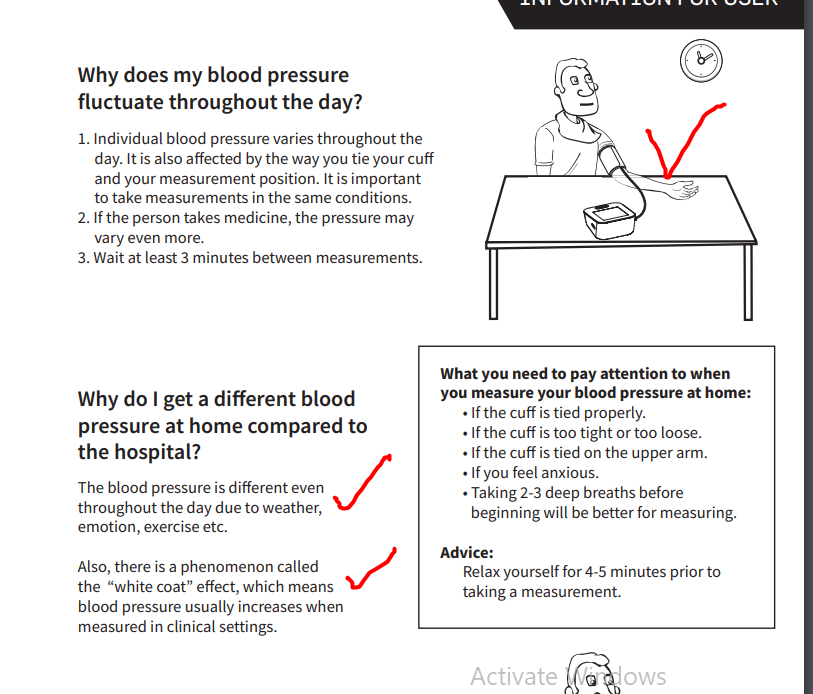 INFORMATION FOR USER
Why does my blood pressure
fluctuate throughout the day?
1. Individual blood pressure varies throughout the
day. It is also affected by the way you tie your cuff
and your measurement position. It is important
to take measurements in the same conditions.
2. If the person takes medicine, the pressure may
vary even more.
3. Wait at least 3 minutes between measurements.
Why do I get a different blood
pressure at home compared to
the hospital?
The blood pressure is different even
throughout the day due to weather,
emotion, exercise etc.
Also, there is a phenomenon called
the “white coat” effect, which means
blood pressure usually increases when
measured in clinical settings.
What you need to pay attention to when
you measure your blood pressure at home:
• If the cuff is tied properly.
• If the cuff is too tight or too loose.
• If the cuff is tied on the upper arm.
• If you feel anxious.
• Taking 2-3 deep breaths before
beginning will be better for measuring.
Advice:
Relax yourself for 4-5 minutes prior to
taking a measurement.
Activate Windows